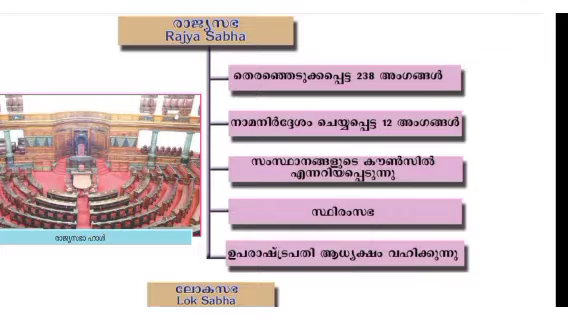 രാജ്യസഭ
Rajya Sabha
തെരഞ്ഞെടുക്കപ്പെട്ട 238 അംഗങ്ങൾ
നാമനിർദ്ദേശം ചെയ്യപ്പെട്ട 12 അംഗങ്ങൾ
സംസ്ഥാനങ്ങളുടെ കൗൺസിൽ
എന്നറിയപ്പെടുന്നു
സ്ഥിരംസഭ
ഉപരാഷ്ട്രപതി ആധ്യക്ഷം വഹിക്കുന്നു
രാജ്യസഭാ ഹാൾ
ലോകസഭ
Lok Sabha